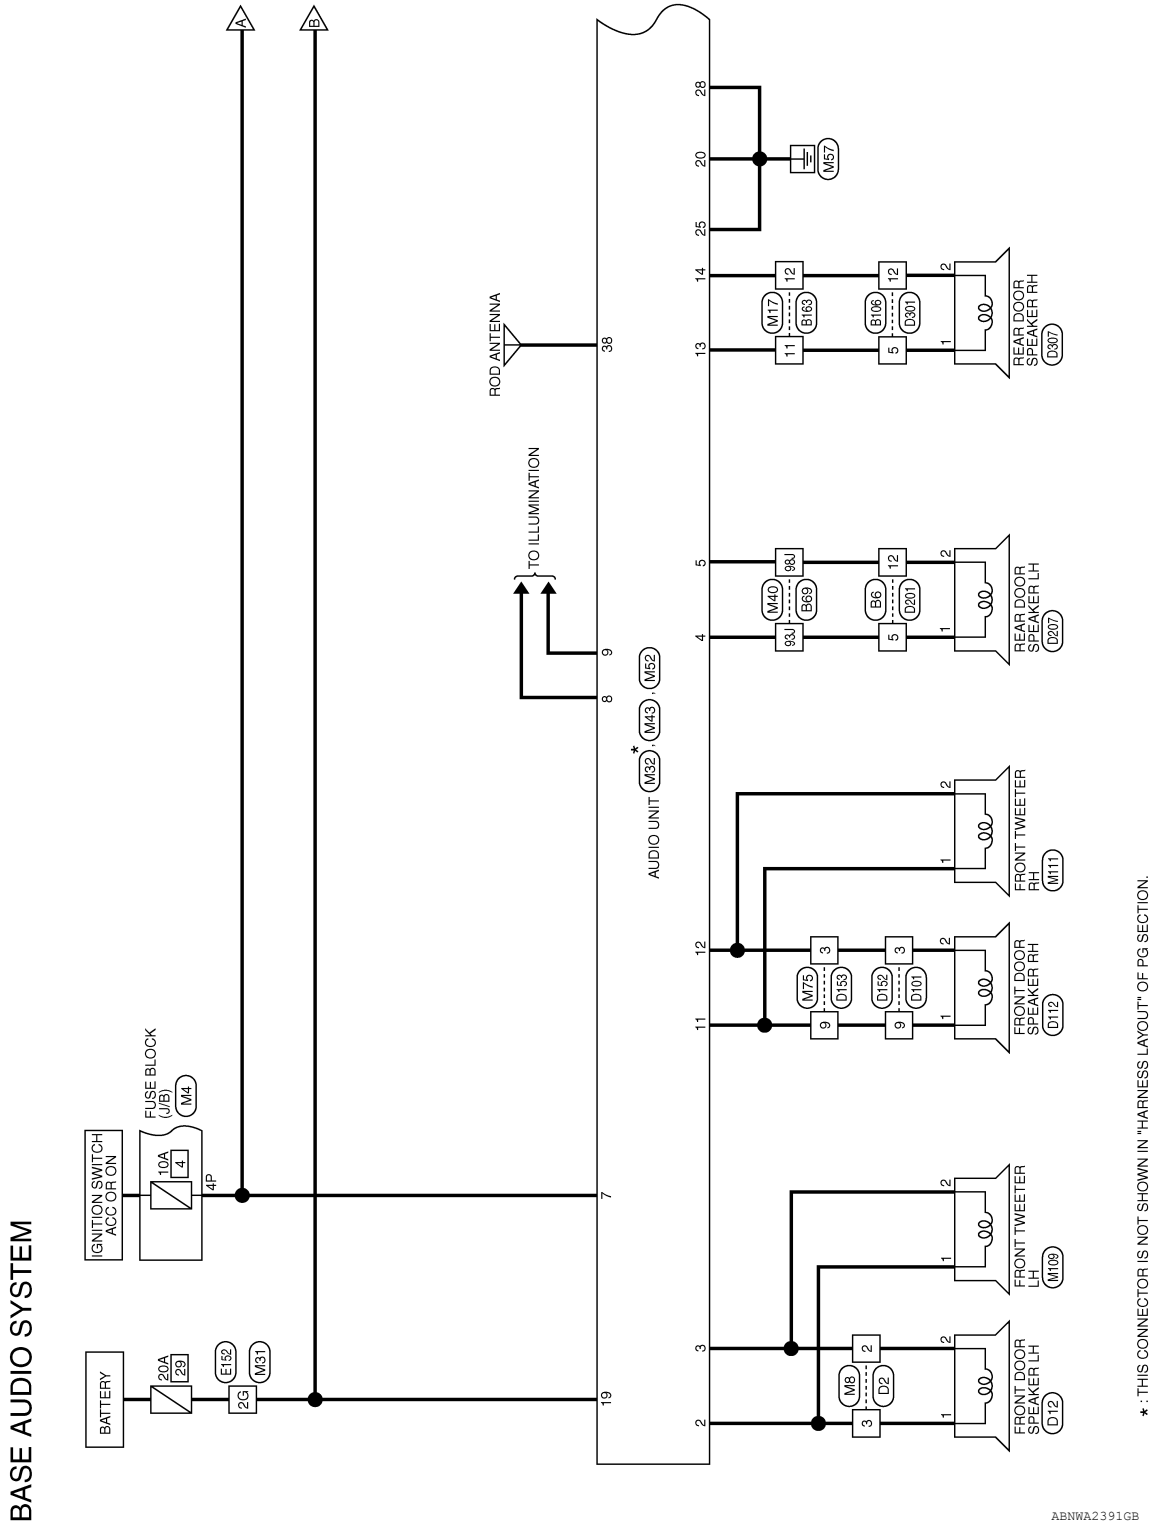 BASE AUDIO SYSTEM
BATTERY
20A
29
E152
2G
M31
19
IGNITION SWITCH
ACC OR ON
FUSE BLOCK
(J/B)
M4
10A
4
4P
7
A
B
TO ILLUMINATION
8
9
ROD ANTENNA
38
AUDIO UNIT M32 * , M43 , M52
2
3
M8
D2
3
2
1
2
FRONT DOOR
SPEAKER LH
D12
1
2
FRONT TWEETER
LH
M109
11
12
M75
D153
9
3
D152
D101
9
3
1
2
FRONT DOOR
SPEAKER RH
D112
1
2
FRONT TWEETER
RH
M111
4
5
M40
B69
93J
98J
B6
D201
5
12
1
2
REAR DOOR
SPEAKER LH
D207
13
14
M17
B163
11
12
B106
D301
5
12
1
2
REAR DOOR
SPEAKER RH
D307
25
20
28
M57
* : THIS CONNECTOR IS NOT SHOWN IN "HARNESS LAYOUT" OF PG SECTION.
ABNWA2391GB